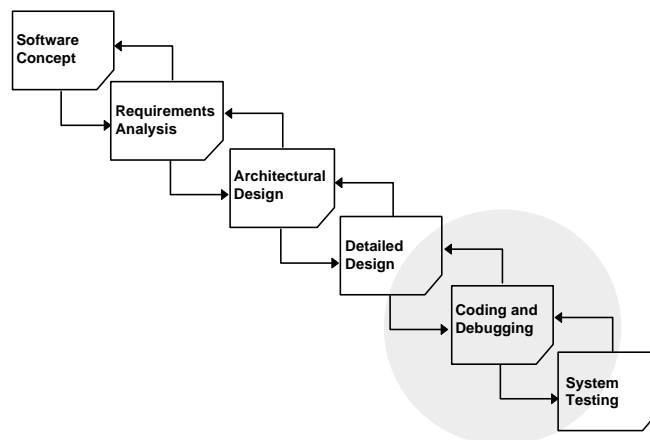 Software
Concept
Requirements
Analysis
Architectural
Design
Detailed
Design
Coding and
Debugging
System
Testing